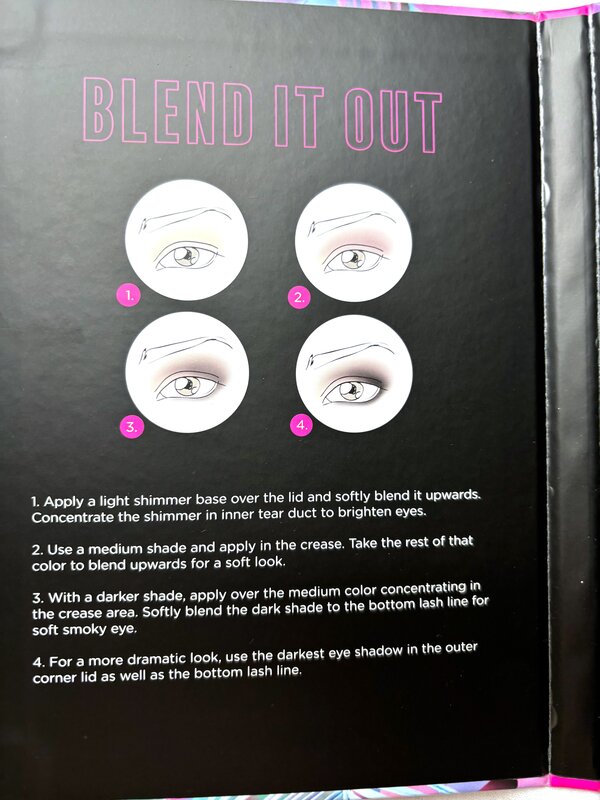 BLEND IT OUT
1.
2.
3.
4.
1. Apply a light shimmer base over the lid and softly blend it upwards.
Concentrate the shimmer in inner tear duct to brighten eyes.
2. Use a medium shade and apply in the crease. Take the rest of that
color to blend upwards for a soft look.
3. With a darker shade, apply over the medium color concentrating in
the crease area. Softly blend the dark shade to the bottom lash line for
soft smoky eye.
4. For a more dramatic look, use the darkest eye shadow in the outer
corner lid as well as the bottom lash line.